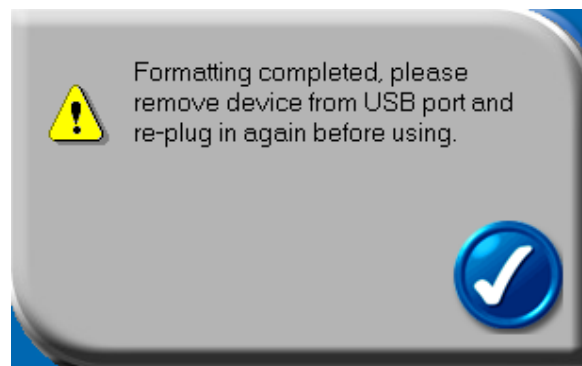 Formatting completed, please
remove device from USB port and
re-plug in again before using.